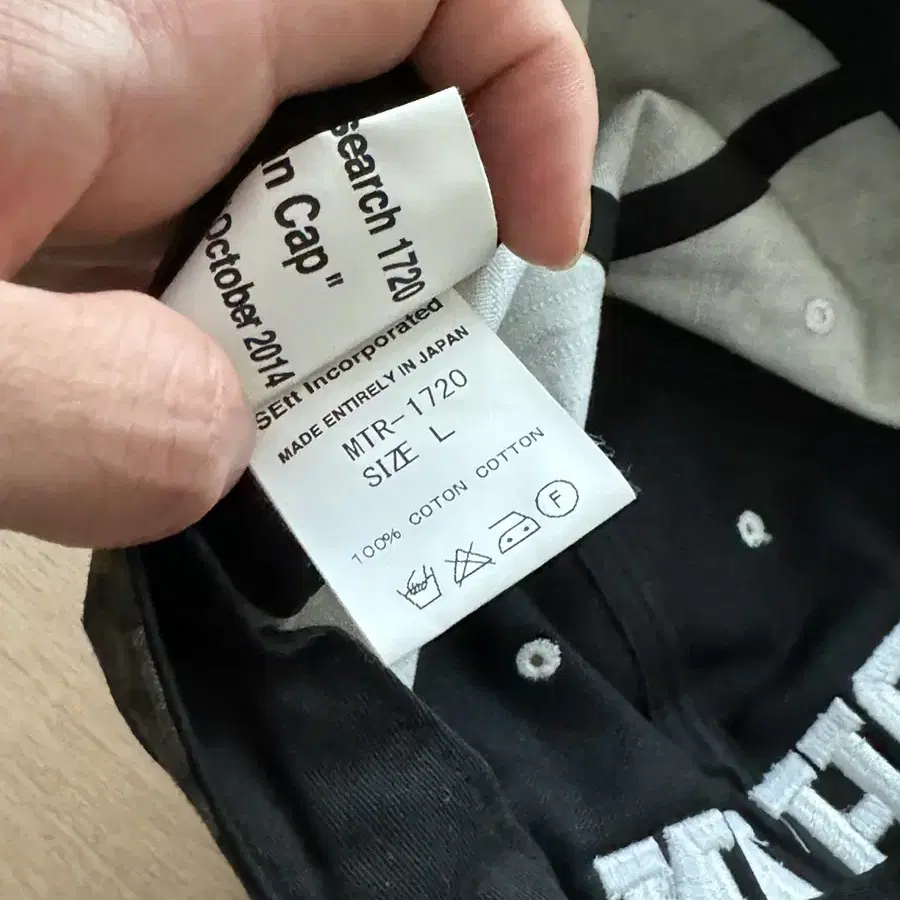 search 1720
n Cap"
October 2014
SEtt Incorporated
MADE ENTIRELY IN JAPAN
MTR-1720
SIZE L
100% COTON COTTON
F